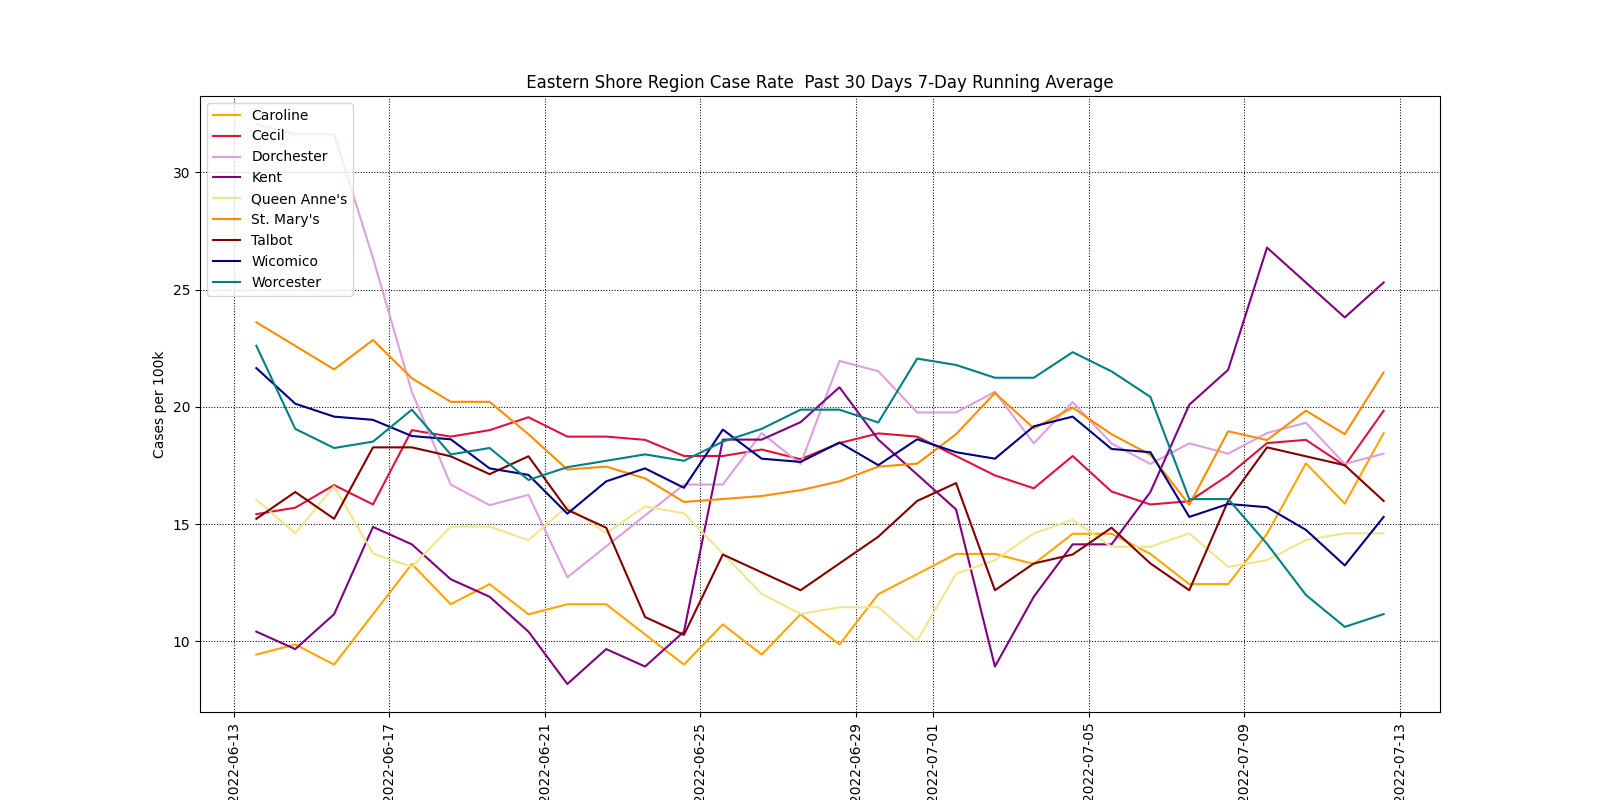 Eastern Shore Region Case Rate  Past 30 Days 7-Day Running Average
Caroline
Cecil
Dorchester
Kent
Queen Anne's
St. Mary's
Talbot
Wicomico
Worcester
Cases per 100k
30
25
20
15
10
2022-06-13
2022-06-17
2022-06-21
2022-06-25
2022-06-29
2022-07-01
2022-07-05
2022-07-09
2022-07-13